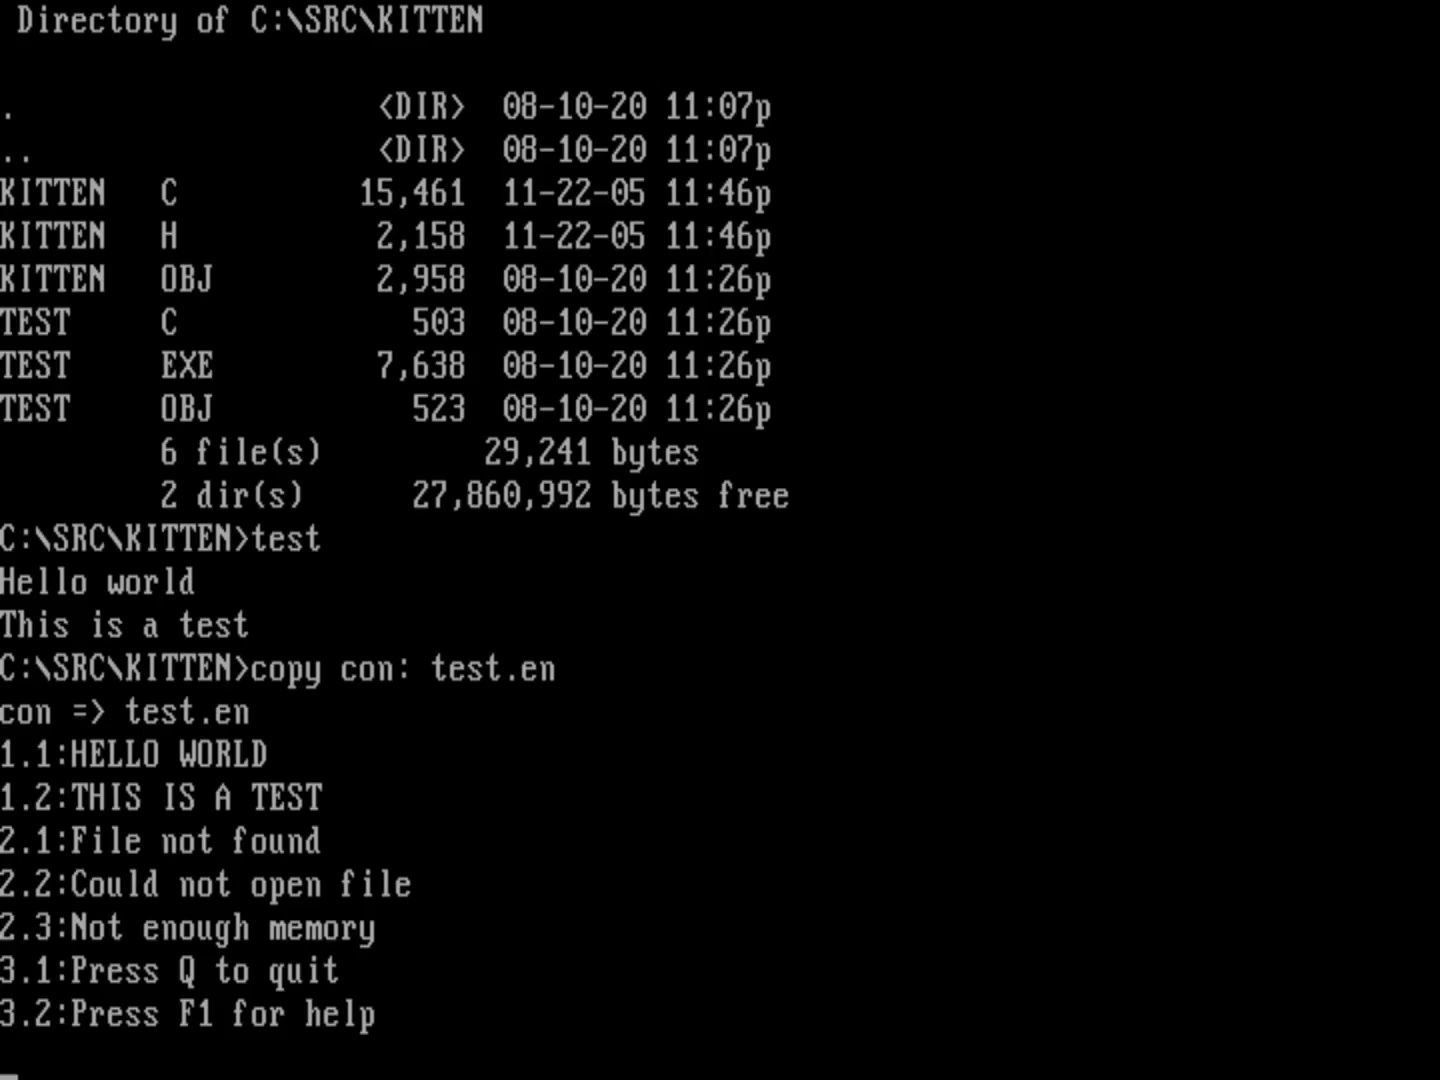 Directory of C:\SRC\KITTEN
. <DIR> 08-10-20 11:07p
.. <DIR> 08-10-20 11:07p
KITTEN C 15,461 11-22-05 11:46p
KITTEN H 2,158 11-22-05 11:46p
KITTEN OBJ 2,958 08-10-20 11:26p
TEST C 503 08-10-20 11:26p
TEST EXE 7,638 08-10-20 11:26p
TEST OBJ 523 08-10-20 11:26p
6 file(s) 29,241 bytes
2 dir(s) 27,860,992 bytes free
C:\SRC\KITTEN>test
Hello world
This is a test
C:\SRC\KITTEN>copy con: test.en
con => test.en
1.1:HELLO WORLD
1.2:THIS IS A TEST
2.1:File not found
2.2:Could not open file
2.3:Not enough memory
3.1:Press Q to quit
3.2:Press F1 for help